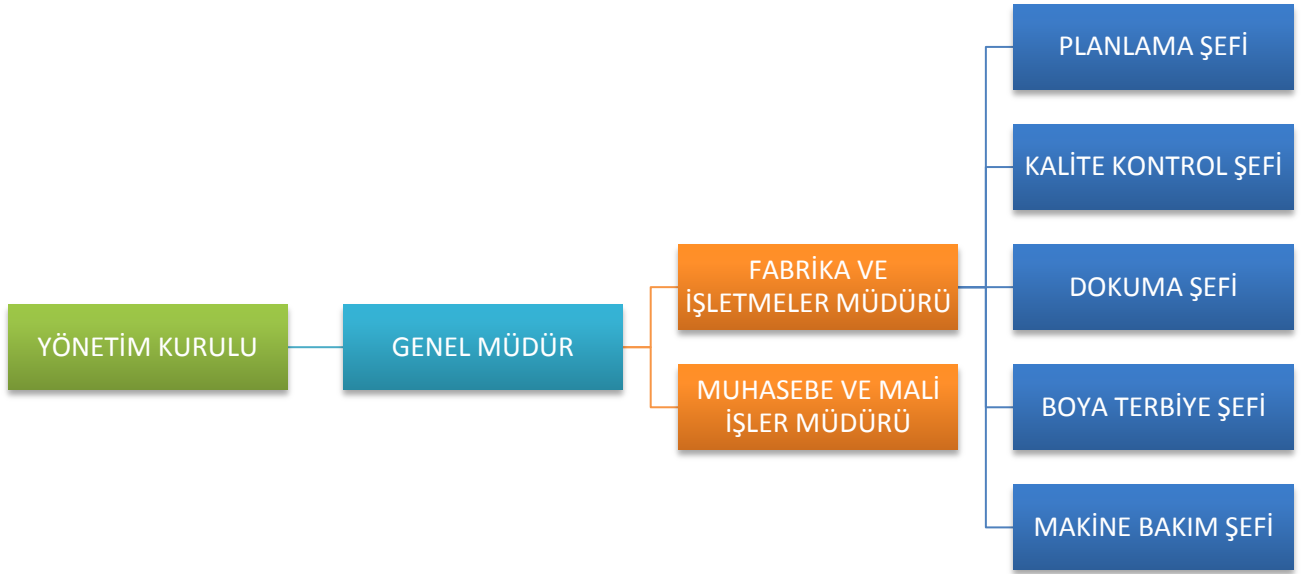 YÖNETİM KURULU
GENEL MÜDÜR
FABRİKA VE
İŞLETMELER MÜDÜRÜ
MUHASEBE VE MALİ
İŞLER MÜDÜRÜ
PLANLAMA ŞEFİ
KALİTE KONTROL ŞEFİ
DOKUMA ŞEFİ
BOYA TERBİYE ŞEFİ
MAKİNE BAKIM ŞEFİ